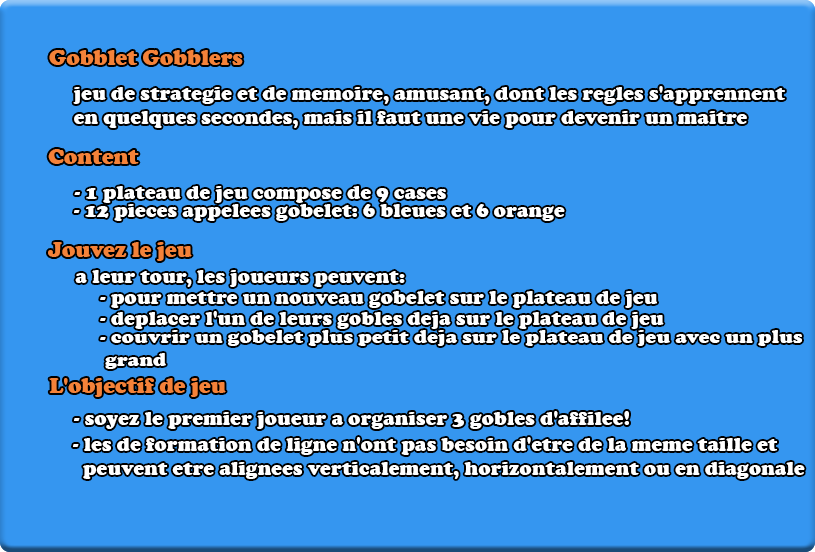 Gobblet Gobblers
jeu de strategie et de memoire, amusant, dont les regles s'apprennent
en quelques secondes, mais il faut une vie pour devenir un maitre
Content
- 1 plateau de jeu compose de 9 cases
- 12 pieces appelees gobelet: 6 bleues et 6 orange
Jouvez le jeu
a leur tour, les joueurs peuvent:
- pour mettre un nouveau gobelet sur le plateau de jeu
- deplacer l'un de leurs gobles deja sur le plateau de jeu
- couvrir un gobelet plus petit deja sur le plateau de jeu avec un plus
grand
L'objectif de jeu
- soyez le premier joueur a organiser 3 gobles d'affilee!
- les de formation de ligne n'ont pas besoin d'etre de la meme taille et
peuvent etre alignees verticalement, horizontalement ou en diagonale